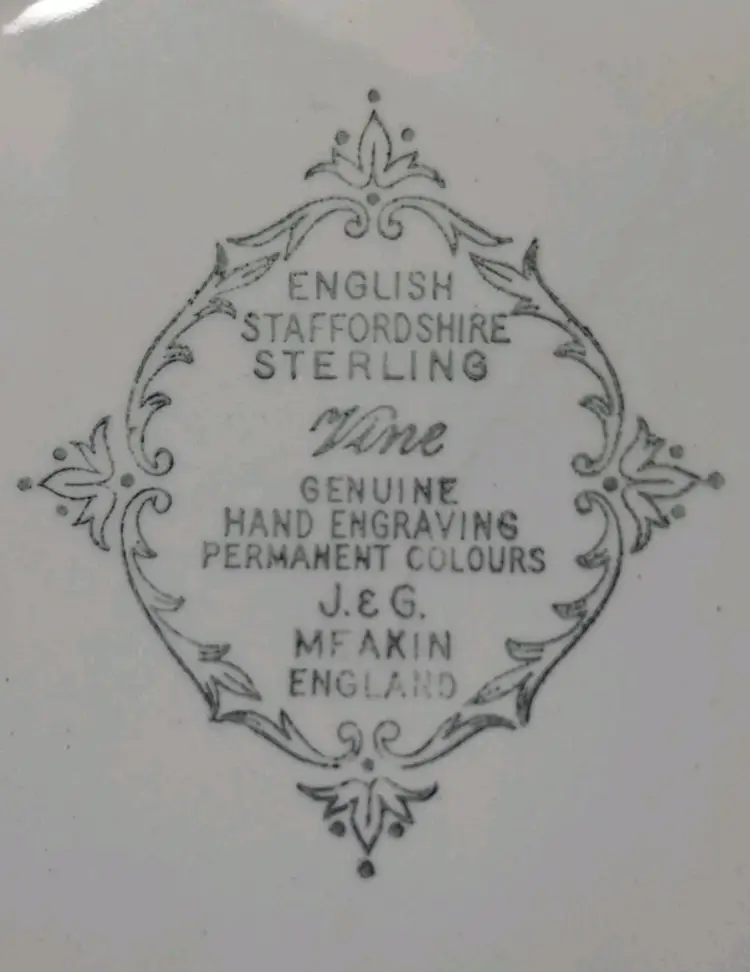 ENGLISH
STAFFORDSHIRE
STERLING
Vine
GENUINE
HAND ENGRAVING
PERMANENT COLOURS
J. & G.
MEAKIN
ENGLAND